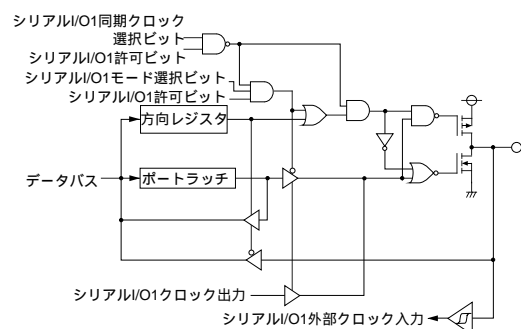 シリアルI/O1同期クロック
選択ビット
シリアルI/O1許可ビット
シリアルI/O1モード選択ビット
シリアルI/O1許可ビット
方向レジスタ
データバス
ポートラッチ
シリアルI/O1クロック出力
シリアルI/O1外部クロック入力